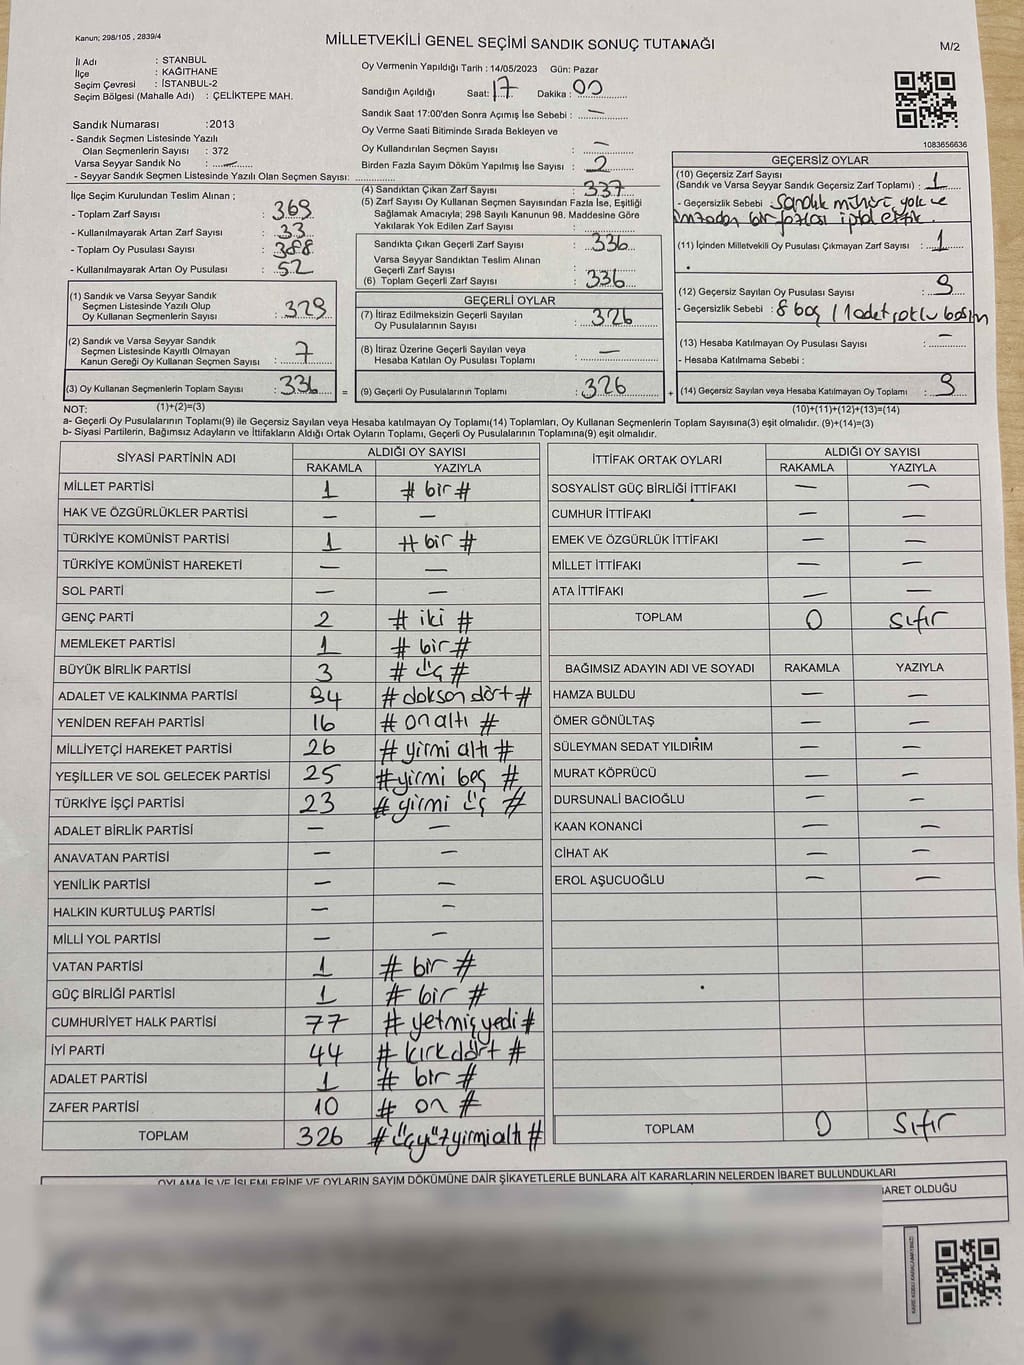 Kanun; 298/105 , 2839/4
MİLLETVEKİLİ GENEL SEÇİMİ SANDIK SONUÇ TUTANAĞI
M/2
İl Adı : STANBUL
İlçe : KAĞITHANE
Seçim Çevresi : İSTANBUL-2
Seçim Bölgesi (Mahalle Adı) : ÇELİKTEPE MAH.
Sandık Numarası :2013
- Sandık Seçmen Listesinde Yazılı
Olan Seçmenlerin Sayısı : 372
Varsa Seyyar Sandık No : —
- Seyyar Sandık Seçmen Listesinde Yazılı Olan Seçmen Sayısı:
Oy Vermenin Yapıldığı Tarih : 14/05/2023 Gün: Pazar
Sandığın Açıldığı Saat: 17 Dakika : 00
Sandık Saat 17:00'den Sonra Açımış İse Sebebi : —
Oy Verme Saati Bitiminde Sırada Bekleyen ve
Oy Kullandırılan Seçmen Sayısı : —
Birden Fazla Sayım Döküm Yapılmış İse Sayısı : 2
1083656636
İlçe Seçim Kurulundan Teslim Alınan ;
- Toplam Zarf Sayısı : 369
- Kullanılmayarak Artan Zarf Sayısı : 33
- Toplam Oy Pusulası Sayısı : 388
- Kullanılmayarak Artan Oy Pusulası : 52
(4) Sandıktan Çıkan Zarf Sayısı : 337
(5) Zarf Sayısı Oy Kullanan Seçmen Sayısından Fazla İse, Eşitliği
Sağlamak Amacıyla; 298 Sayılı Kanunun 98. Maddesine Göre
Yakılarak Yok Edilen Zarf Sayısı :
Sandıkta Çıkan Geçerli Zarf Sayısı : 336
Varsa Seyyar Sandıktan Teslim Alınan
Geçerli Zarf Sayısı :
(6) Toplam Geçerli Zarf Sayısı : 336
GEÇERSİZ OYLAR
(10) Geçersiz Zarf Sayısı
(Sandık ve Varsa Seyyar Sandık Geçersiz Zarf Toplamı) : 1
- Geçersizlik Sebebi : Sandık mührü yok ve
imzadan bir fazlası iptal ettik.
(11) İçinden Milletvekili Oy Pusulası Çıkmayan Zarf Sayısı : 1
(12) Geçersiz Sayılan Oy Pusulası Sayısı : 9
- Geçersizlik Sebebi : 8 boş / 1 adet çoklu basım
(13) Hesaba Katılmayan Oy Pusulası Sayısı : —
- Hesaba Katılmama Sebebi :
(14) Geçersiz Sayılan veya Hesaba Katılmayan Oy Toplamı : 9
(10)+(11)+(12)+(13)=(14)
(1) Sandık ve Varsa Seyyar Sandık
Seçmen Listesinde Yazılı Olup
Oy Kullanan Seçmenlerin Sayısı : 329
(2) Sandık ve Varsa Seyyar Sandık
Seçmen Listesinde Kayıtlı Olmayan
Kanun Gereği Oy Kullanan Seçmen Sayısı : 7
(3) Oy Kullanan Seçmenlerin Toplam Sayısı : 336 =
(1)+(2)=(3)
GEÇERLİ OYLAR
(7) İtiraz Edilmeksizin Geçerli Sayılan
Oy Pusulalarının Sayısı : 326
(8) İtiraz Üzerine Geçerli Sayılan veya
Hesaba Katılan Oy Pusulası Toplamı : —
(9) Geçerli Oy Pusulalarının Toplamı : 326 +
NOT:
a- Geçerli Oy Pusulalarının Toplamı(9) ile Geçersiz Sayılan veya Hesaba katılmayan Oy Toplamı(14) Toplamları, Oy Kullanan Seçmenlerin Toplam Sayısına(3) eşit olmalıdır. (9)+(14)=(3)
b- Siyasi Partilerin, Bağımsız Adayların ve İttifakların Aldığı Ortak Oyların Toplamı, Geçerli Oy Pusulalarının Toplamına(9) eşit olmalıdır.
SİYASİ PARTİNİN ADI ALDIĞI OY SAYISI
RAKAMLA YAZIYLA
MİLLET PARTİSİ 1 # bir #
HAK VE ÖZGÜRLÜKLER PARTİSİ — —
TÜRKİYE KOMÜNİST PARTİSİ 1 # bir #
TÜRKİYE KOMÜNİST HAREKETİ — —
SOL PARTİ — —
GENÇ PARTİ 2 # iki #
MEMLEKET PARTİSİ 1 # bir #
BÜYÜK BİRLİK PARTİSİ 3 # üç #
ADALET VE KALKINMA PARTİSİ 94 # doksan dört #
YENİDEN REFAH PARTİSİ 16 # on altı #
MİLLİYETÇİ HAREKET PARTİSİ 26 # yirmi altı #
YEŞİLLER VE SOL GELECEK PARTİSİ 25 # yirmi beş #
TÜRKİYE İŞÇİ PARTİSİ 23 # yirmi üç #
ADALET BİRLİK PARTİSİ — —
ANAVATAN PARTİSİ — —
YENİLİK PARTİSİ — —
HALKIN KURTULUŞ PARTİSİ — —
MİLLİ YOL PARTİSİ — —
VATAN PARTİSİ 1 # bir #
GÜÇ BİRLİĞİ PARTİSİ 1 # bir #
CUMHURİYET HALK PARTİSİ 77 # yetmiş yedi #
İYİ PARTİ 44 # kırk dört #
ADALET PARTİSİ 1 # bir #
ZAFER PARTİSİ 10 # on #
TOPLAM 326 # üçyüzyirmialtı #
İTTİFAK ORTAK OYLARI ALDIĞI OY SAYISI
RAKAMLA YAZIYLA
SOSYALİST GÜÇ BİRLİĞİ İTTİFAKI — —
CUMHUR İTTİFAKI — —
EMEK VE ÖZGÜRLÜK İTTİFAKI — —
MİLLET İTTİFAKI — —
ATA İTTİFAKI — —
TOPLAM 0 sıfır
BAĞIMSIZ ADAYIN ADI VE SOYADI RAKAMLA YAZIYLA
HAMZA BULDU — —
ÖMER GÖNÜLTAŞ — —
SÜLEYMAN SEDAT YILDIRIM — —
MURAT KÖPRÜCÜ — —
DURSUNALİ BACIOĞLU — —
KAAN KONANCİ — —
CİHAT AK — —
EROL AŞUCUOĞLU — —
TOPLAM 0 sıfır
OYLAMA İŞ VE İŞLEMLERİNE VE OYLARIN SAYIM DÖKÜMÜNE DAİR ŞİKAYETLERLE BUNLARA AİT KARARLARIN NELERDEN İBARET BULUNDUKLARI
İBARET OLDUĞU